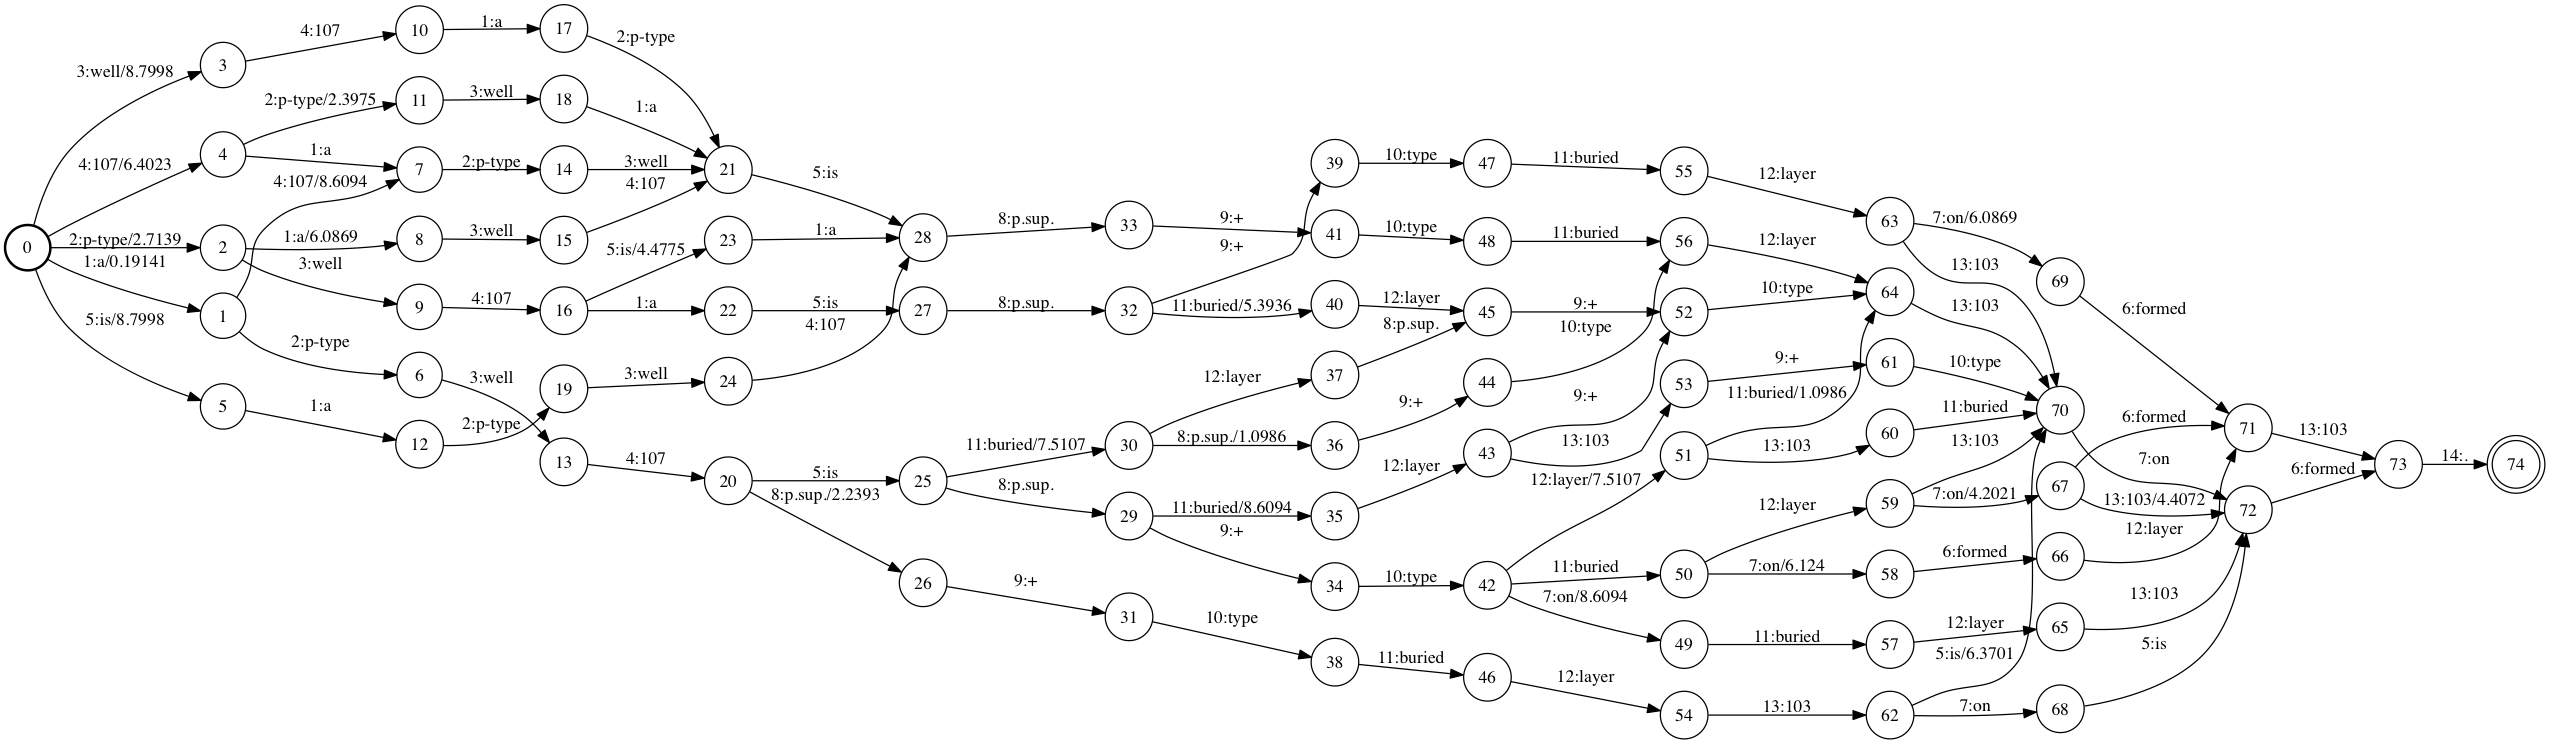 0
3:well/8.7998
4:107/6.4023
2:p-type/2.7139
1:a/0.19141
5:is/8.7998
3
4
2
1
5
4:107
2:p-type/2.3975
1:a
4:107/8.6094
1:a/6.0869
3:well
2:p-type
1:a
10
11
7
8
9
6
12
1:a
3:well
2:p-type
3:well
4:107
3:well
2:p-type
17
18
14
15
16
19
13
2:p-type
1:a
3:well
4:107
5:is/4.4775
1:a
3:well
4:107
21
23
22
24
20
5:is
1:a
5:is
4:107
5:is
8:p.sup./2.2393
28
27
25
26
8:p.sup.
8:p.sup.
11:buried/7.5107
8:p.sup.
9:+
33
32
30
29
31
9:+
9:+
11:buried/5.3936
12:layer
8:p.sup./1.0986
11:buried/8.6094
9:+
10:type
39
41
40
37
36
35
34
38
10:type
10:type
12:layer
8:p.sup.
9:+
12:layer
10:type
11:buried
47
48
45
44
43
42
46
11:buried
11:buried
9:+
10:type
9:+
13:103
12:layer/7.5107
11:buried
7:on/8.6094
12:layer
55
56
52
53
51
50
49
54
12:layer
12:layer
10:type
9:+
11:buried/1.0986
13:103
12:layer
7:on/6.124
11:buried
13:103
63
64
61
60
59
58
57
62
7:on/6.0869
13:103
13:103
10:type
11:buried
13:103
7:on/4.2021
6:formed
12:layer
5:is/6.3701
7:on
69
70
67
66
65
68
6:formed
6:formed
7:on
13:103/4.4072
12:layer
13:103
5:is
71
72
13:103
6:formed
73
14:.
74